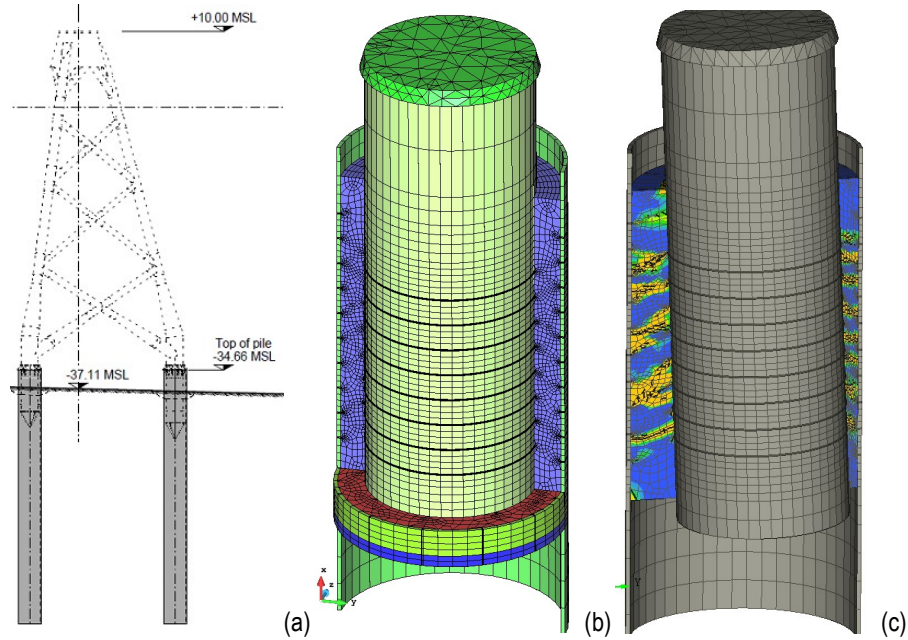 +10.00 MSL
Top of pile
-34.66 MSL
-37.11 MSL
x
z
y
Y
(a)
(b)
(c)